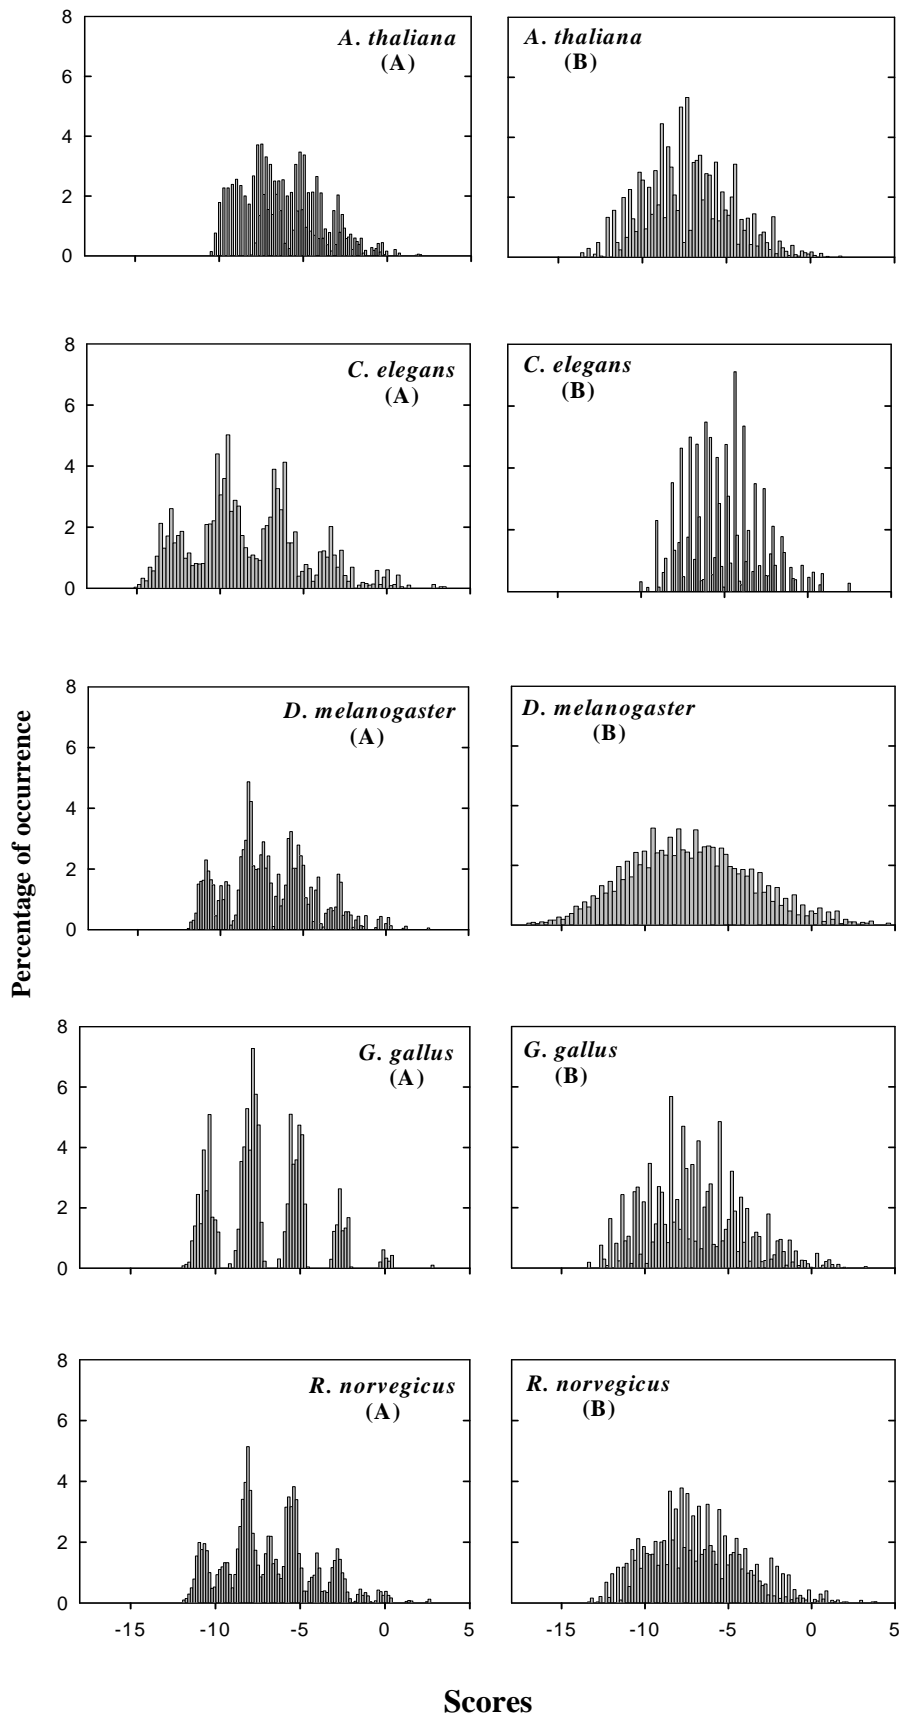 8
6
4
2
0
A. thaliana
(A)
A. thaliana
(B)
8
6
4
2
0
C. elegans
(A)
C. elegans
(B)
Percentage of occurrence
8
6
4
2
0
D. melanogaster
(A)
D. melanogaster
(B)
8
6
4
2
0
G. gallus
(A)
G. gallus
(B)
8
6
4
2
0
R. norvegicus
(A)
R. norvegicus
(B)
-15 -10 -5 0 5
-15 -10 -5 0 5
Scores